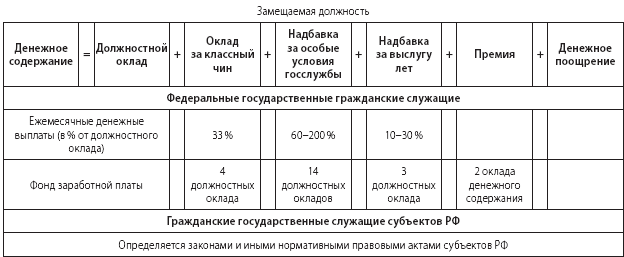 Замещаемая должность
Денежное содержание = Должностной оклад + Оклад за классный чин + Надбавка за особые условия госслужбы + Надбавка за выслугу лет + Премия + Денежное поощрение
Федеральные государственные гражданские служащие
Ежемесячные денежные выплаты (в % от должностного оклада) 33 % 60–200 % 10–30 %
Фонд заработной платы 4 должностных оклада 14 должностных окладов 3 должностных оклада 2 оклада денежного содержания
Гражданские государственные служащие субъектов РФ
Определяется законами и иными нормативными правовыми актами субъектов РФ